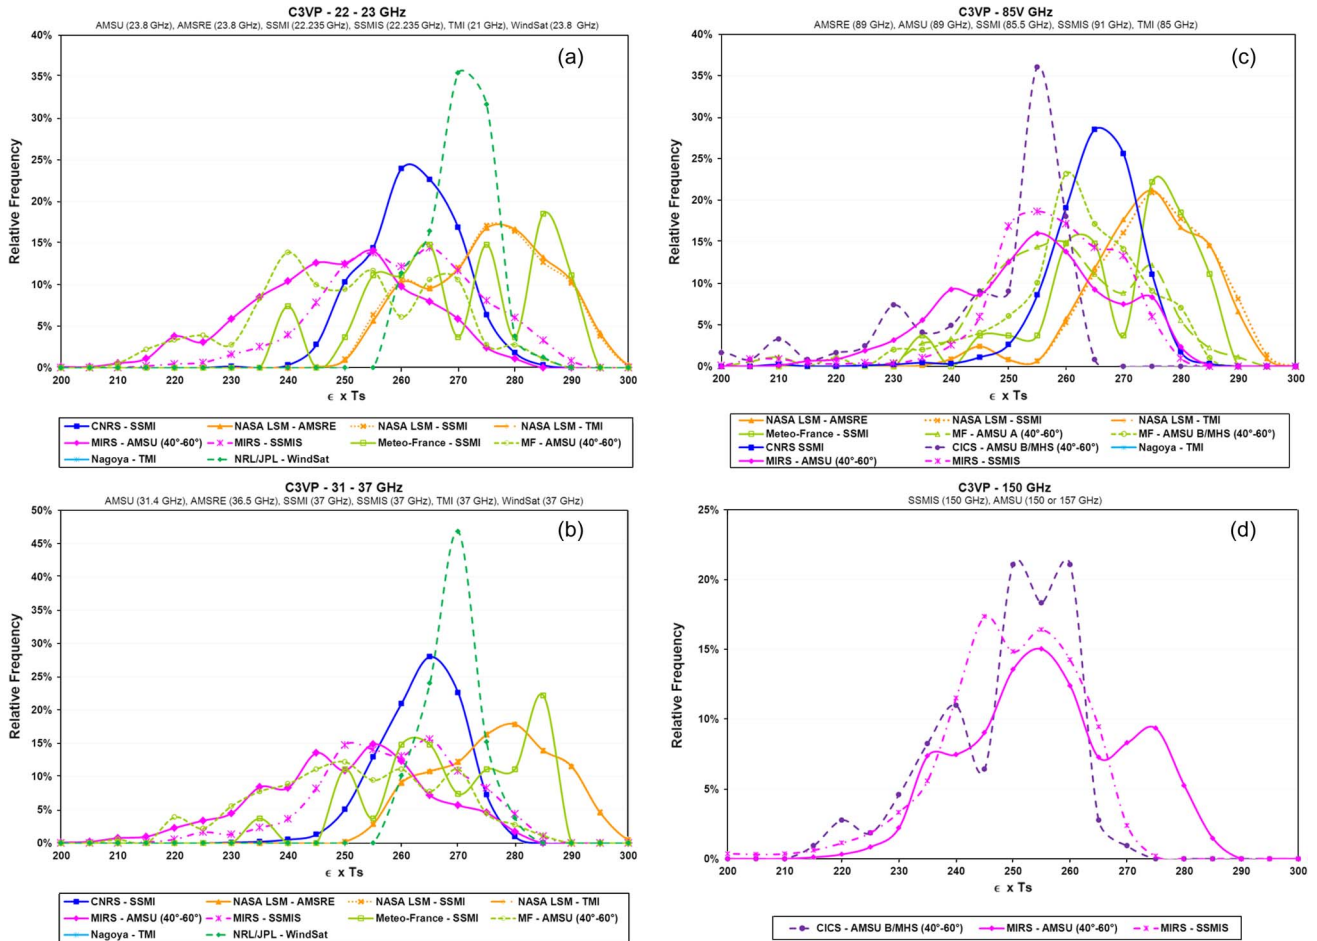 C3VP - 22 - 23 GHz
AMSU (23.8 GHz), AMSRE (23.8 GHz), SSMI (22.235 GHz), SSMIS (22.235 GHz), TMI (21 GHz), WindSat (23.8 GHz)
(a)
Relative Frequency
40%
35%
30%
25%
20%
15%
10%
5%
0%
200 210 220 230 240 250 260 270 280 290 300
ϵ x Ts
CNRS - SSMI NASA LSM - AMSRE NASA LSM - SSMI NASA LSM - TMI
MIRS - AMSU (40°-60°) MIRS - SSMIS Meteo-France - SSMI MF - AMSU (40°-60°)
Nagoya - TMI NRL/JPL - WindSat
C3VP - 85V GHz
AMSRE (89 GHz), AMSU (89 GHz), SSMI (85.5 GHz), SSMIS (91 GHz), TMI (85 GHz)
(c)
Relative Frequency
40%
35%
30%
25%
20%
15%
10%
5%
0%
200 210 220 230 240 250 260 270 280 290 300
ϵ x Ts
NASA LSM - AMSRE NASA LSM - SSMI NASA LSM - TMI
Meteo-France - SSMI MF - AMSU A (40°-60°) MF - AMSU B/MHS (40°-60°)
CNRS SSMI CICS - AMSU B/MHS (40°-60°) Nagoya - TMI
MIRS - AMSU (40°-60°) MIRS - SSMIS
C3VP - 31 - 37 GHz
AMSU (31.4 GHz), AMSRE (36.5 GHz), SSMI (37 GHz), SSMIS (37 GHz), TMI (37 GHz), WindSat (37 GHz)
(b)
Relative Frequency
50%
45%
40%
35%
30%
25%
20%
15%
10%
5%
0%
200 210 220 230 240 250 260 270 280 290 300
ϵ x Ts
CNRS - SSMI NASA LSM - AMSRE NASA LSM - SSMI NASA LSM - TMI
MIRS - AMSU (40°-60°) MIRS - SSMIS Meteo-France - SSMI MF - AMSU (40°-60°)
Nagoya - TMI NRL/JPL - WindSat
C3VP - 150 GHz
SSMIS (150 GHz), AMSU (150 or 157 GHz)
(d)
Relative Frequency
25%
20%
15%
10%
5%
0%
200 210 220 230 240 250 260 270 280 290 300
ϵ x Ts
CICS - AMSU B/MHS (40°-60°) MIRS - AMSU (40°-60°) MIRS - SSMIS